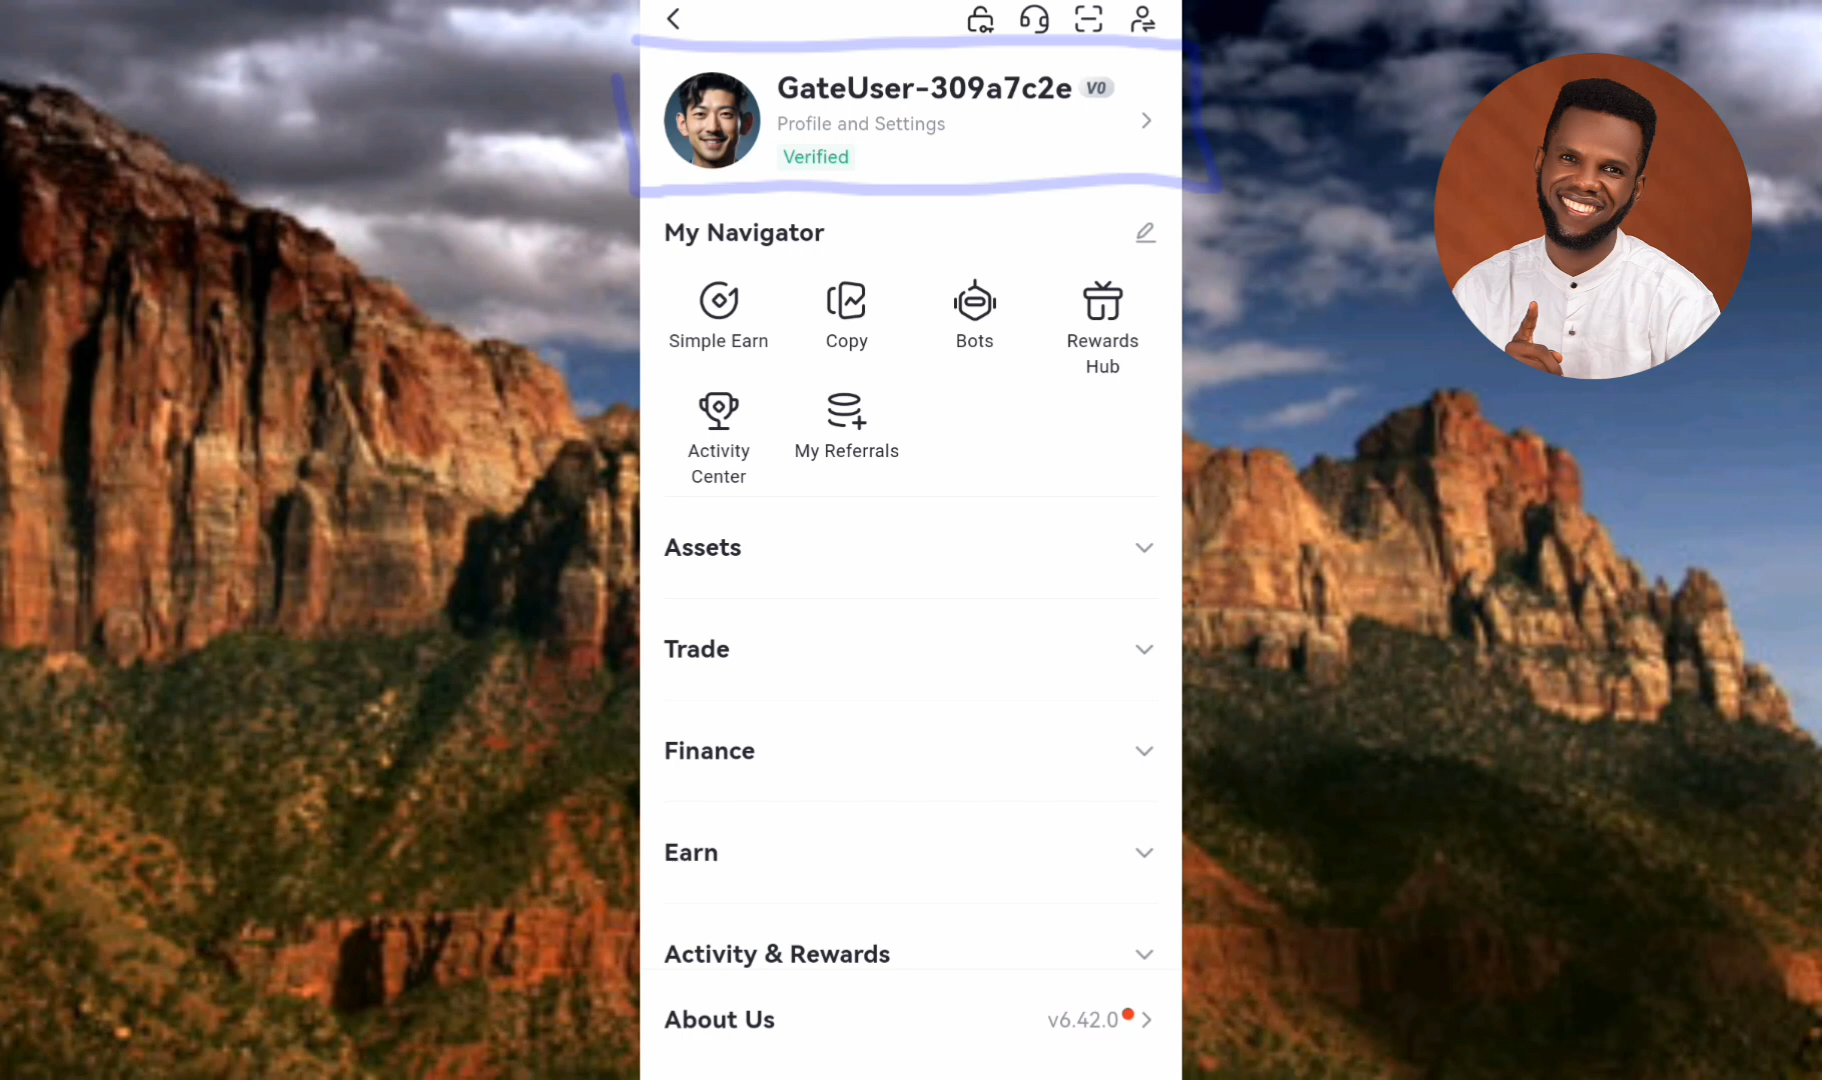 GateUser-309a7c2e V0
Profile and Settings
Verified
My Navigator
Simple Earn
Copy
Bots
Rewards
Hub
Activity
Center
My Referrals
Assets
Trade
Finance
Earn
Activity & Rewards
About Us
v6.42.0